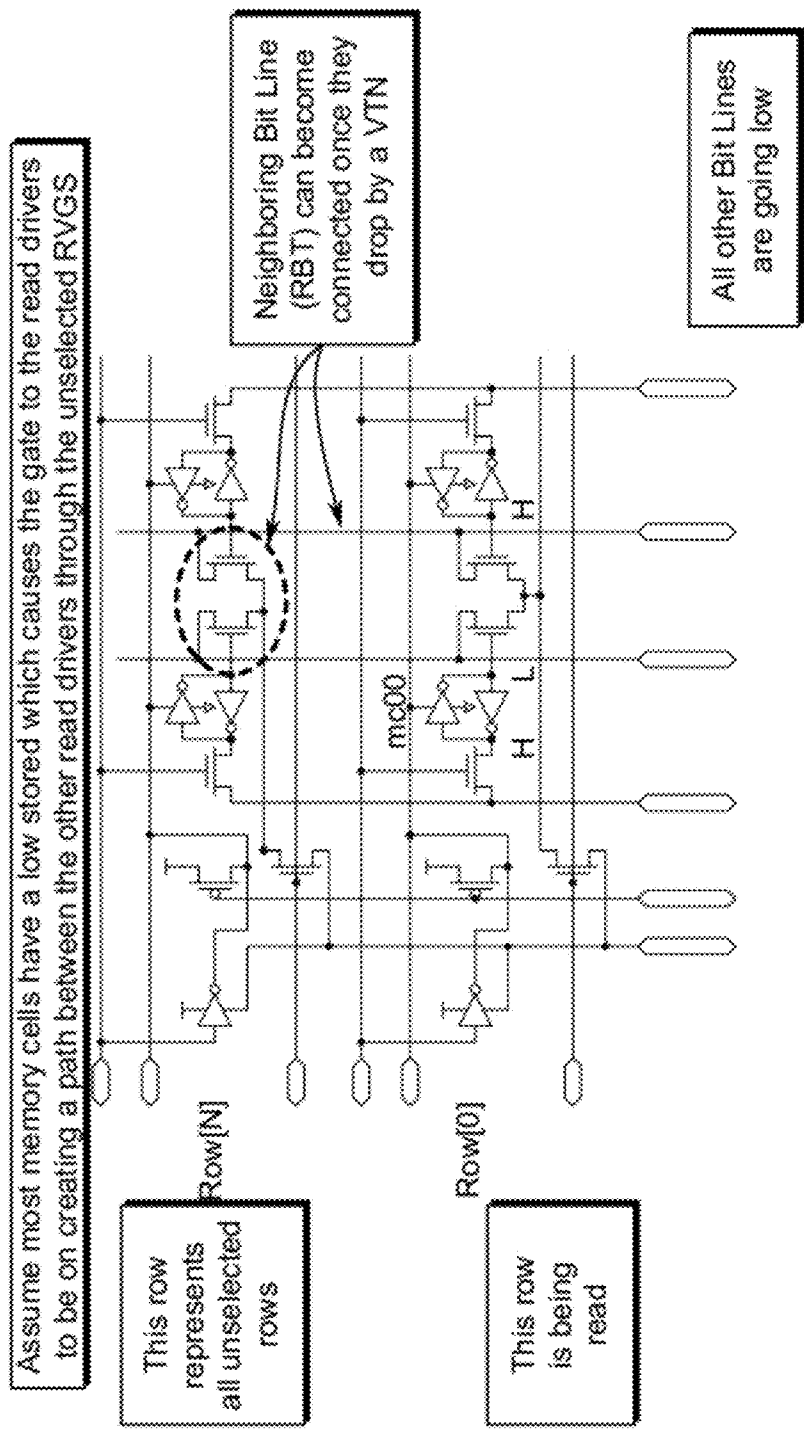 Assume most memory cells have a low stored which causes the gate to the read drivers
to be on creating a path between the other read drivers through the unselected RVGS
This row
represents
all unselected
rows
Row[N]
Neighboring Bit Line
(RBT) can become
connected once they
drop by a VTN
This row
is being
read
Row[0]
mc00
H
L
H
All other Bit Lines
are going low